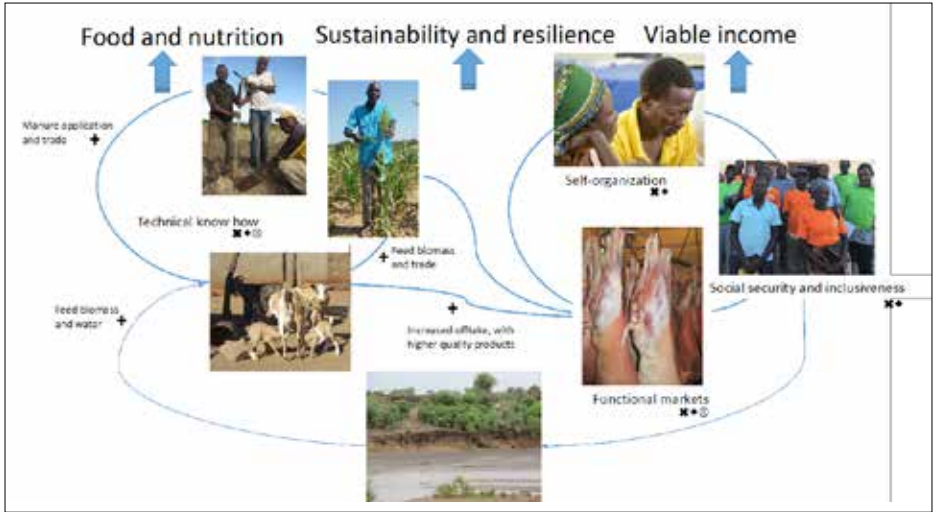 Food and nutrition
Sustainability and resilience
Viable income
Manure application
and trade
Technical know how
Feed biomass
and trade
Feed biomass
and water
Increased offtake, with
higher quality products
Self-organization
Social security and inclusiveness
Functional markets